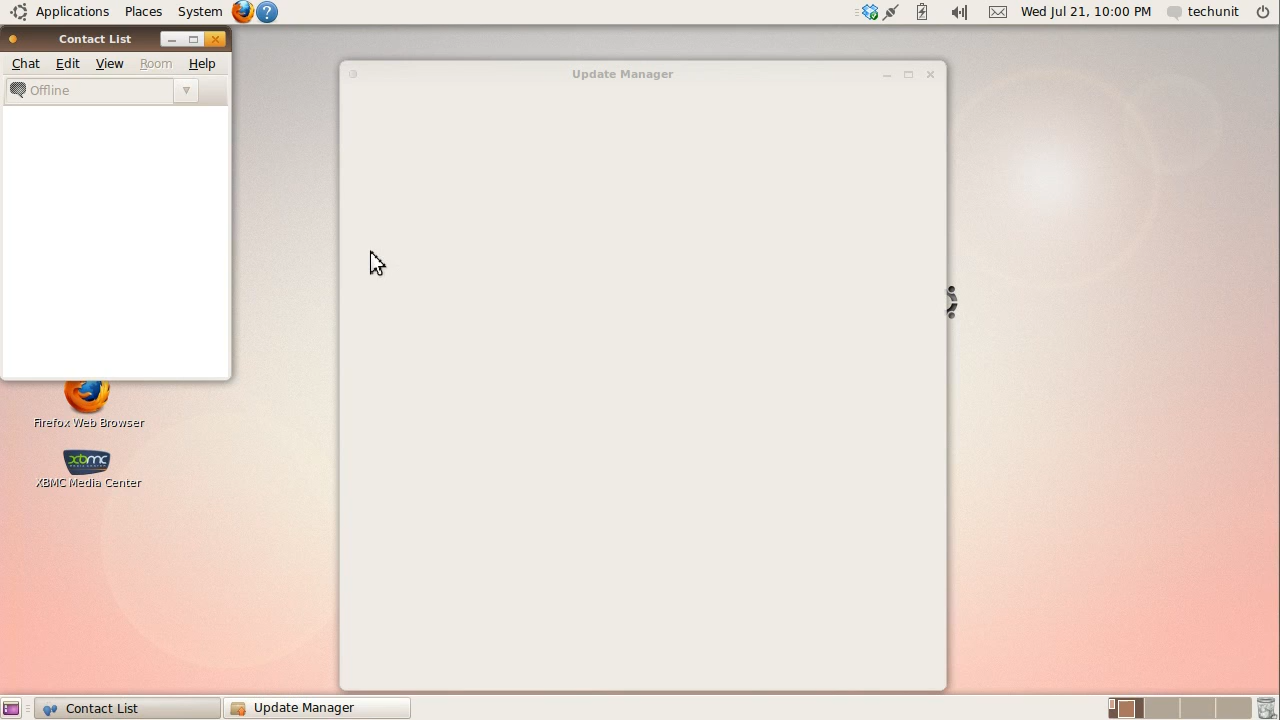 Applications Places System ? Wed Jul 21, 10:00 PM techunit
Contact List
Chat Edit View Room Help
Offline
Update Manager
Firefox Web Browser
xbmc
XBMC Media Center
Contact List Update Manager